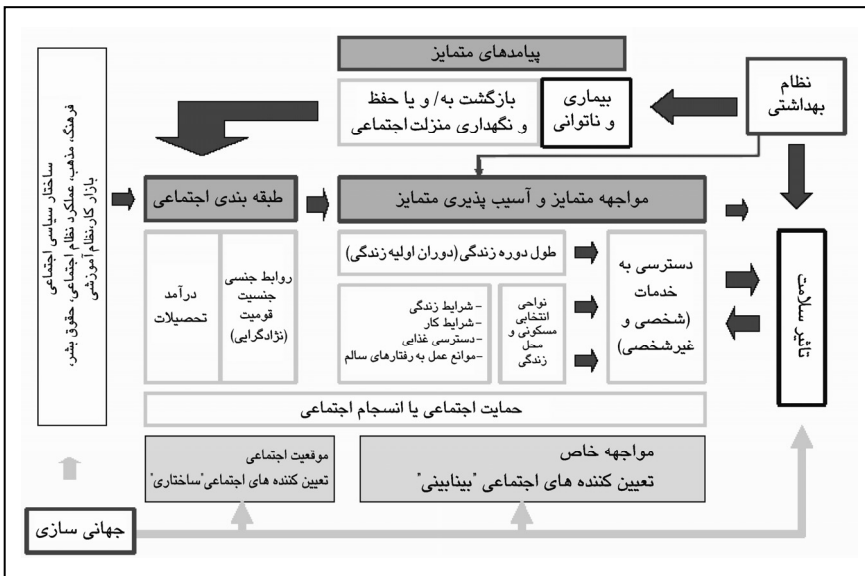 پیامدهای متمایز
نظام
بهداشتی
بیماری
و ناتوانی
بازگشت به/ و یا حفظ
و نگهداری منزلت اجتماعی
ساختار سیاسی اجتماعی
فرهنگ، مذهب، عملکرد نظام اجتماعی، حقوق بشر،
بازار کار،نظام آموزشی
طبقه بندی اجتماعی
مواجهه متمایز و آسیب پذیری متمایز
روابط جنسی
جنسیت
قومیت
(نژادگرایی)
درآمد
تحصیلات
طول دوره زندگی(دوران اولیه زندگی)
- شرایط زندگی
- شرایط کار
- دسترسی غذایی
-موانع عمل به رفتارهای سالم
نواحی
انتخابی
مسکونی و
محل
زندگی
دسترسی به
خدمات
(شخصی و
غیرشخصی)
تاثیر سلامت
حمایت اجتماعی یا انسجام اجتماعی
موقعیت اجتماعی
تعیین کننده های اجتماعی"ساختاری"
مواجهه خاص
تعیین کننده های اجتماعی "بینابینی"
جهانی سازی